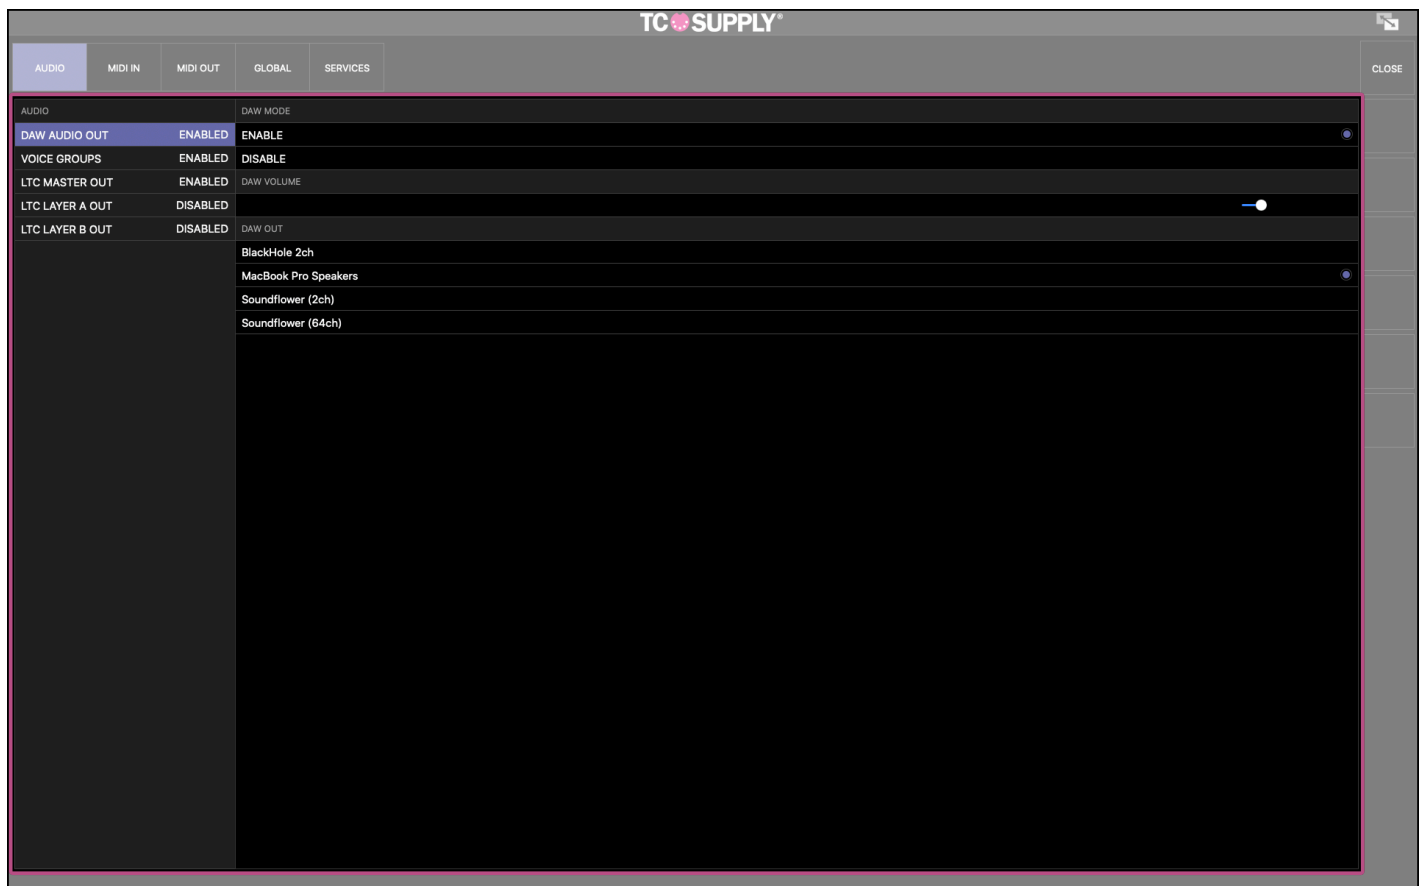 TC SUPPLY®
AUDIO MIDI IN MIDI OUT GLOBAL SERVICES CLOSE
AUDIO
DAW AUDIO OUT ENABLED
VOICE GROUPS ENABLED
LTC MASTER OUT ENABLED
LTC LAYER A OUT DISABLED
LTC LAYER B OUT DISABLED
DAW MODE
ENABLE
DISABLE
DAW VOLUME
DAW OUT
BlackHole 2ch
MacBook Pro Speakers
Soundflower (2ch)
Soundflower (64ch)